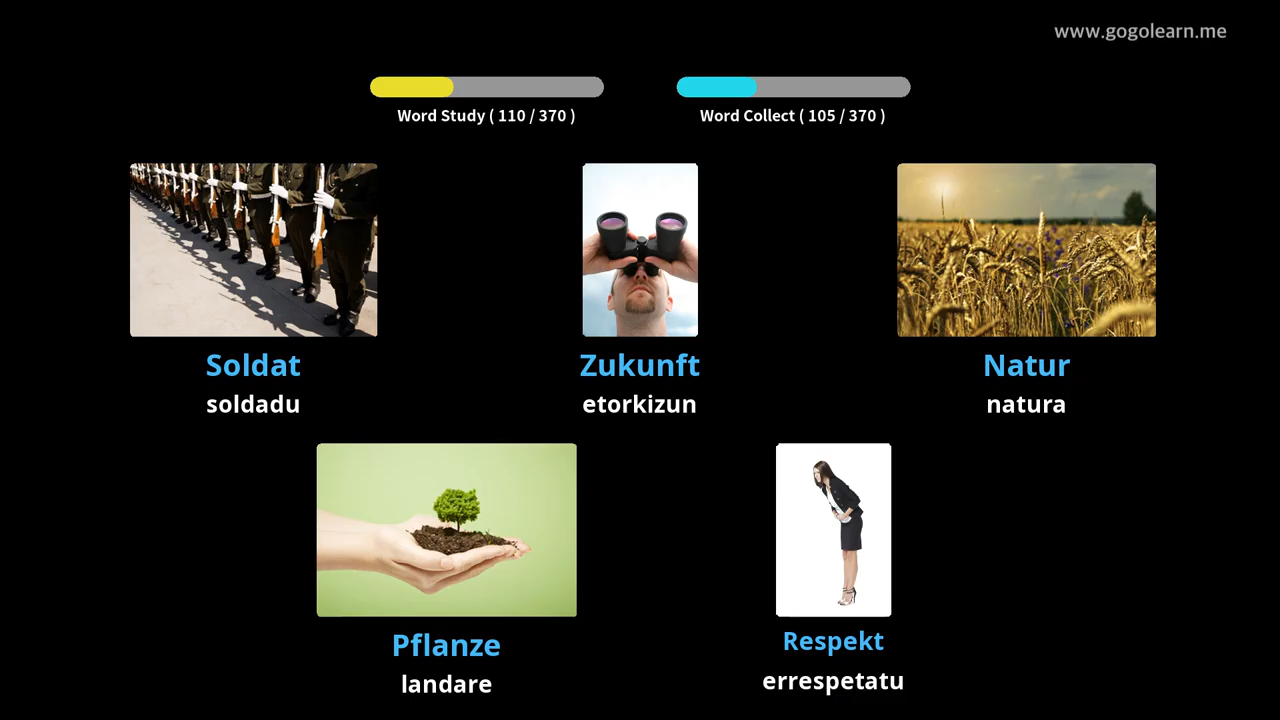 www.gogolearn.me
Word Study ( 110 / 370 )
Word Collect ( 105 / 370 )
Soldat
soldadu
Zukunft
etorkizun
Natur
natura
Pflanze
landare
Respekt
errespetatu